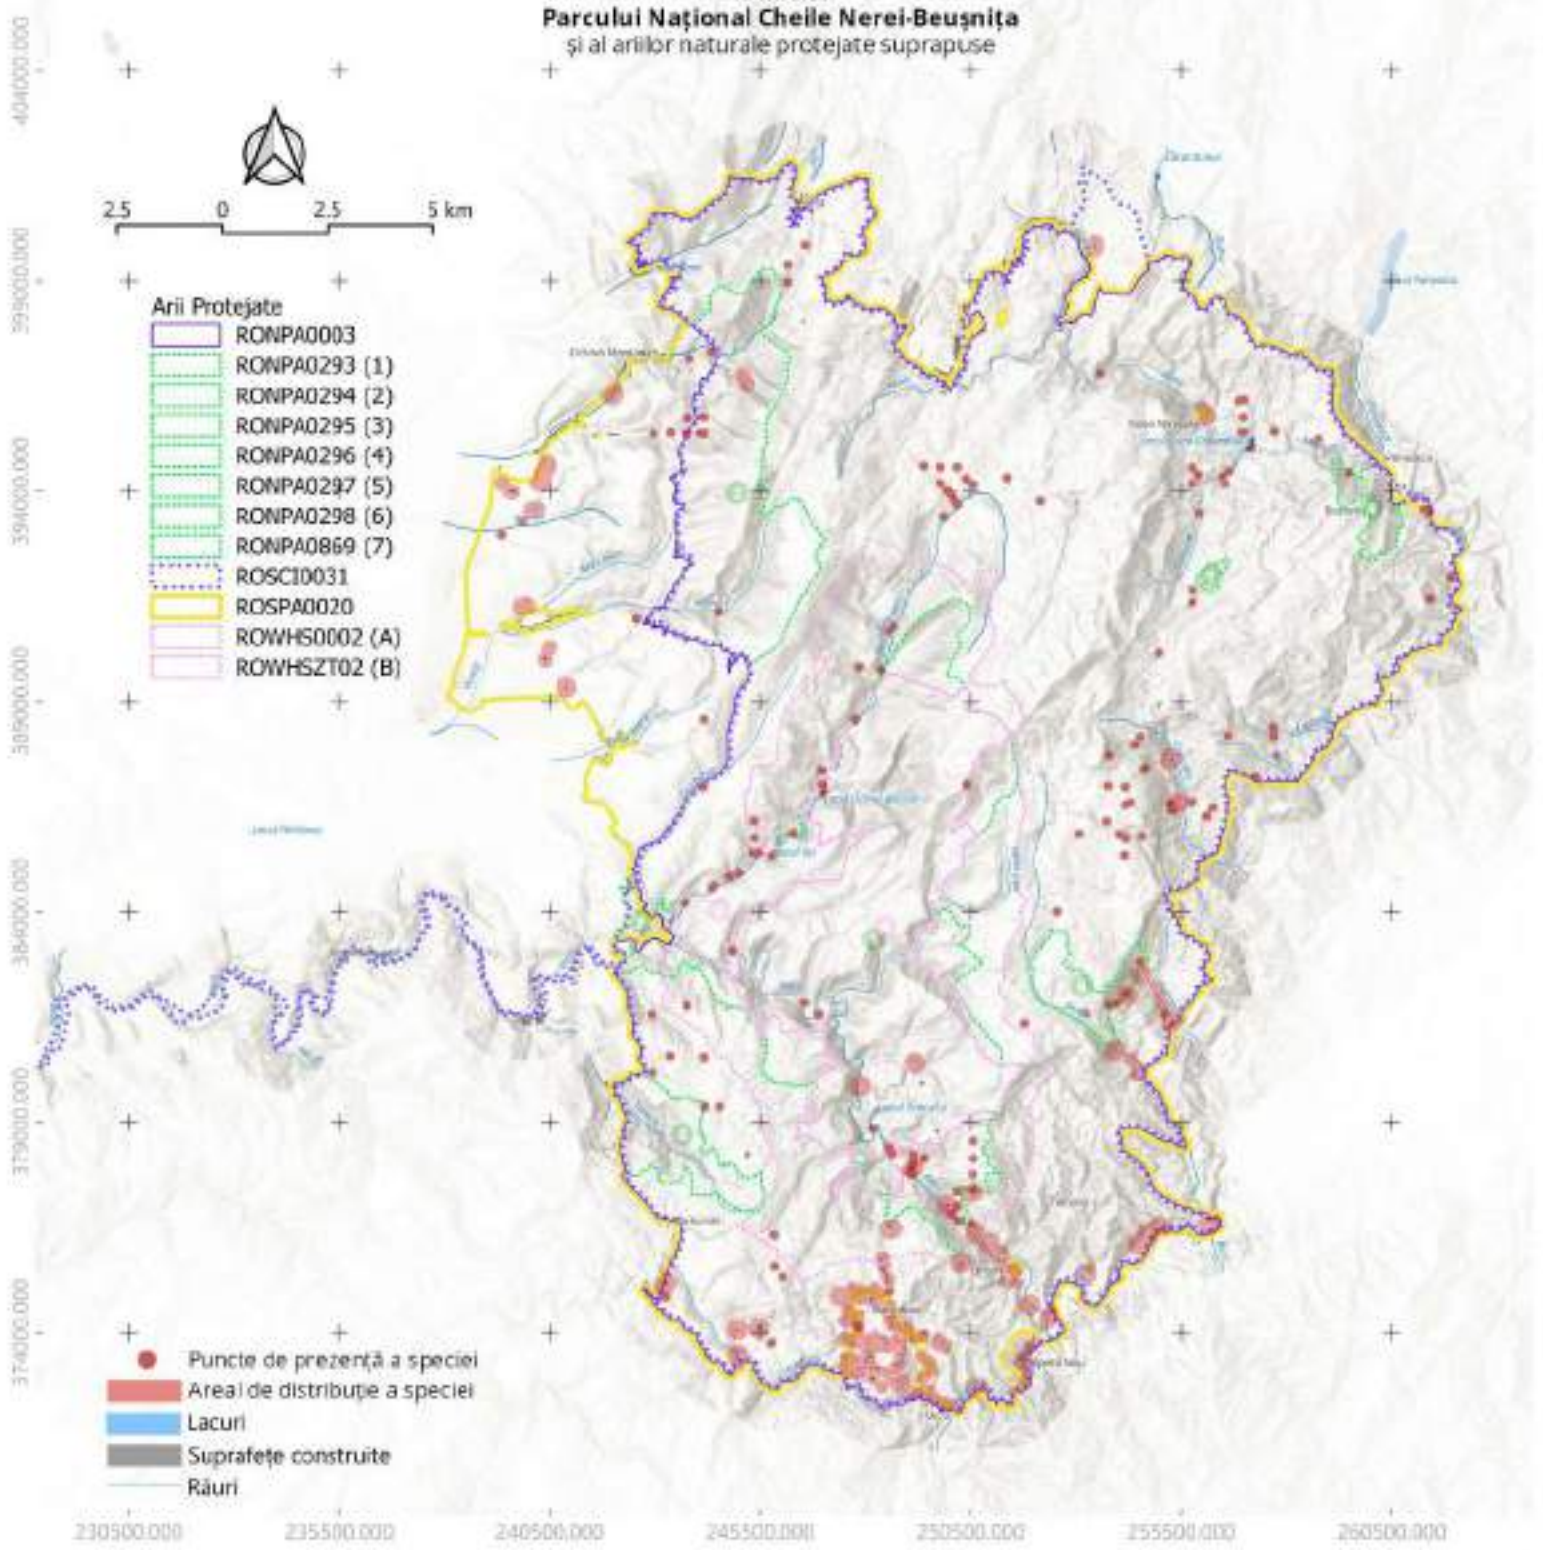 Parcului Național Cheile Nerei-Beușnița
și al ariilor naturale protejate suprapuse
404000.000
399000.000
394000.000
389000.000
384000.000
379000.000
374000.000
2.5 0 2.5 5 km
Arii Protejate
RONPA0003
RONPA0293 (1)
RONPA0294 (2)
RONPA0295 (3)
RONPA0296 (4)
RONPA0297 (5)
RONPA0298 (6)
RONPA0869 (7)
ROSCI0031
ROSPA0020
ROWHS0002 (A)
ROWHSZT02 (B)
Puncte de prezență a speciei
Areal de distribuție a speciei
Lacuri
Suprafețe construite
Râuri
230500.000 235500.000 240500.000 245500.000 250500.000 255500.000 260500.000